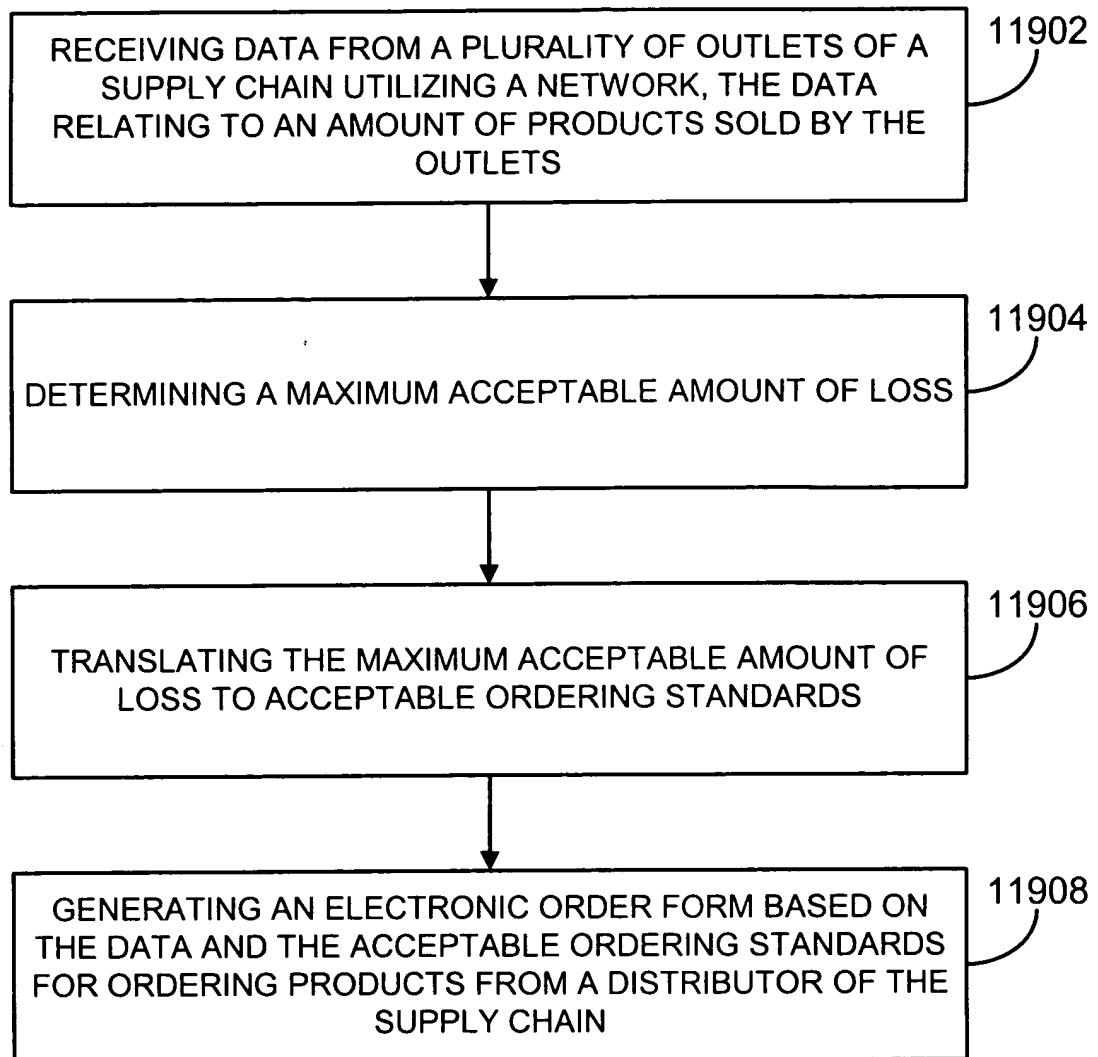 11902
RECEIVING DATA FROM A PLURALITY OF OUTLETS OF A
SUPPLY CHAIN UTILIZING A NETWORK, THE DATA
RELATING TO AN AMOUNT OF PRODUCTS SOLD BY THE
OUTLETS
11904
DETERMINING A MAXIMUM ACCEPTABLE AMOUNT OF LOSS
11906
TRANSLATING THE MAXIMUM ACCEPTABLE AMOUNT OF
LOSS TO ACCEPTABLE ORDERING STANDARDS
11908
GENERATING AN ELECTRONIC ORDER FORM BASED ON
THE DATA AND THE ACCEPTABLE ORDERING STANDARDS
FOR ORDERING PRODUCTS FROM A DISTRIBUTOR OF THE
SUPPLY CHAIN